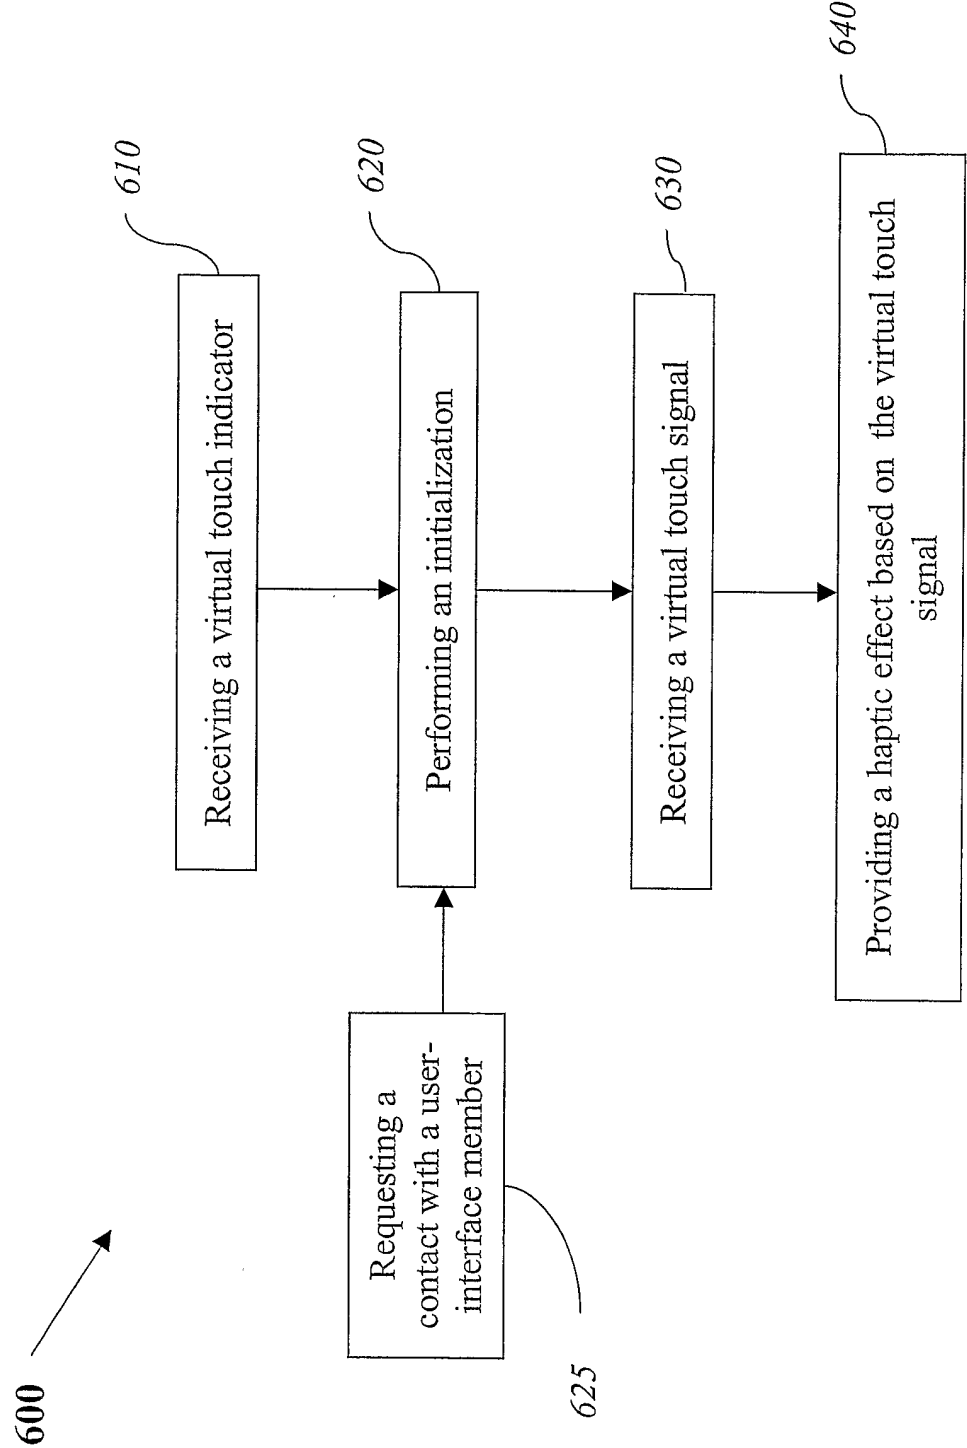 600
Receiving a virtual touch indicator
610
Performing an initialization
620
Requesting a
contact with a user-
interface member
625
Receiving a virtual touch signal
630
Providing a haptic effect based on the virtual touch
signal
640